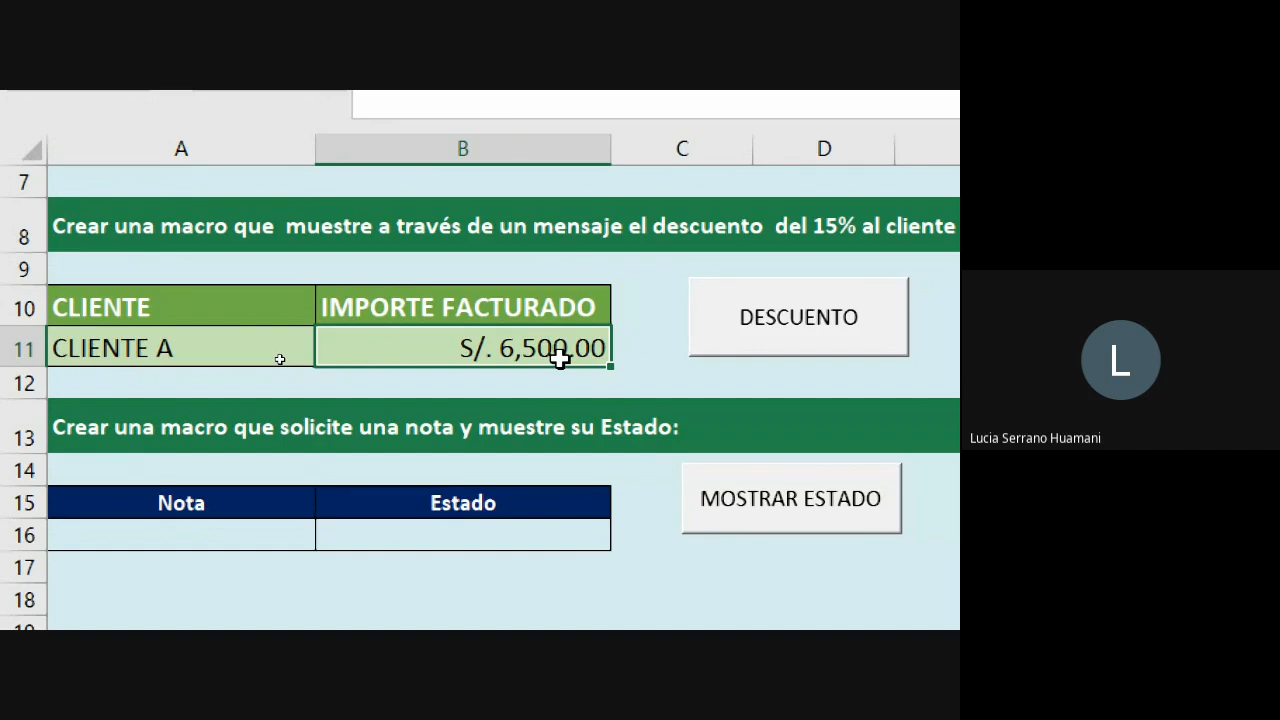 A B C D
7
8 Crear una macro que  muestre a través de un mensaje el descuento  del 15% al cliente
9
10 CLIENTE IMPORTE FACTURADO
DESCUENTO
11 CLIENTE A S/. 6,500.00
12
13 Crear una macro que solicite una nota y muestre su Estado:
14
15 Nota Estado
MOSTRAR ESTADO
16
17
18
L
Lucia Serrano Huamani